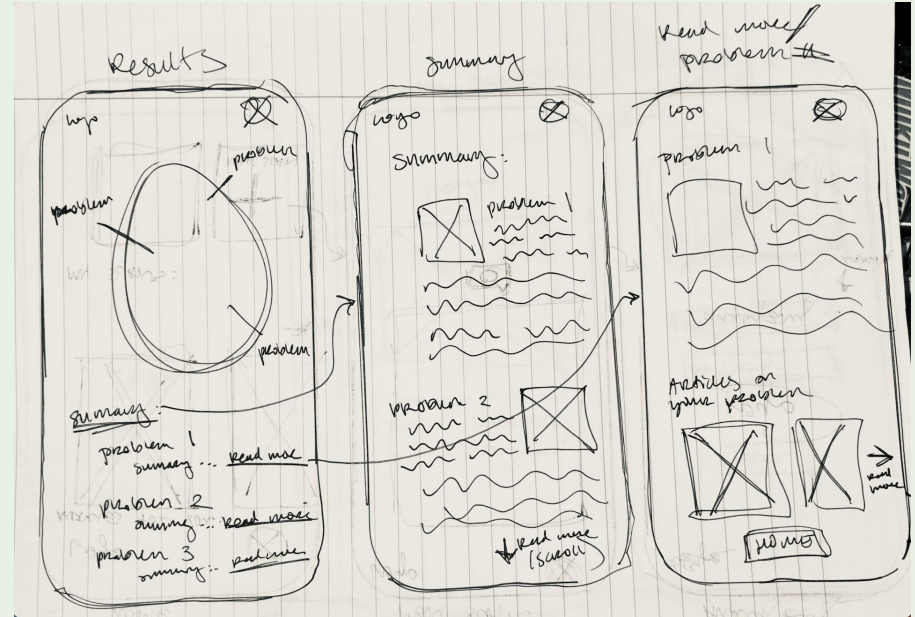 Results
Logo
problem
problem
problem
Summary:
problem 1
summary... Read more
problem 2
summary... Read more
problem 3
summary... Read more
Summary
Logo
Summary:
problem 1
problem 2
Read more
(SCROLL)
Read more/
problem #
Logo
Problem 1
Articles on
your problem
Read
more
HOME